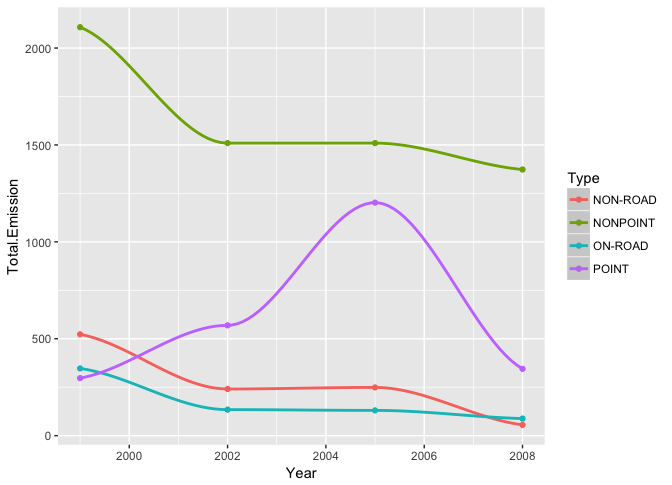 Total.Emission
2000
1500
1000
500
0
2000
2002
2004
2006
2008
Year
Type
NON-ROAD
NONPOINT
ON-ROAD
POINT